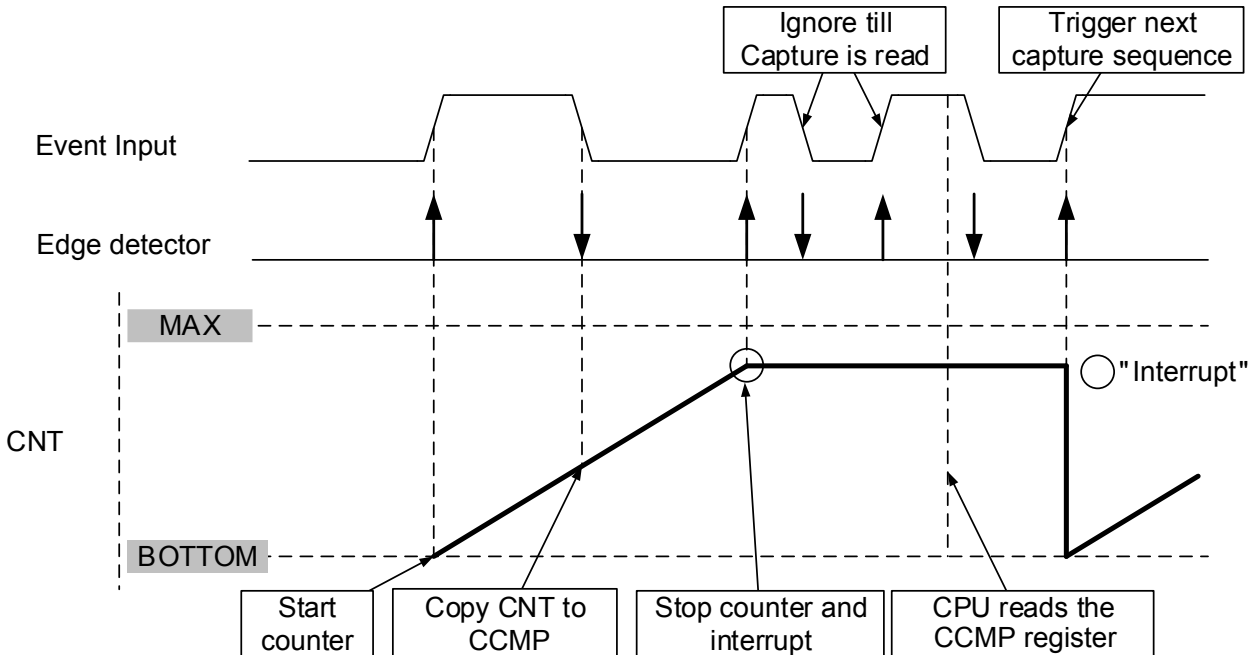 Ignore till
Capture is read
Trigger next
capture sequence
Event Input
Edge detector
MAX
"Interrupt"
CNT
BOTTOM
Start
counter
Copy CNT to
CCMP
Stop counter and
interrupt
CPU reads the
CCMP register